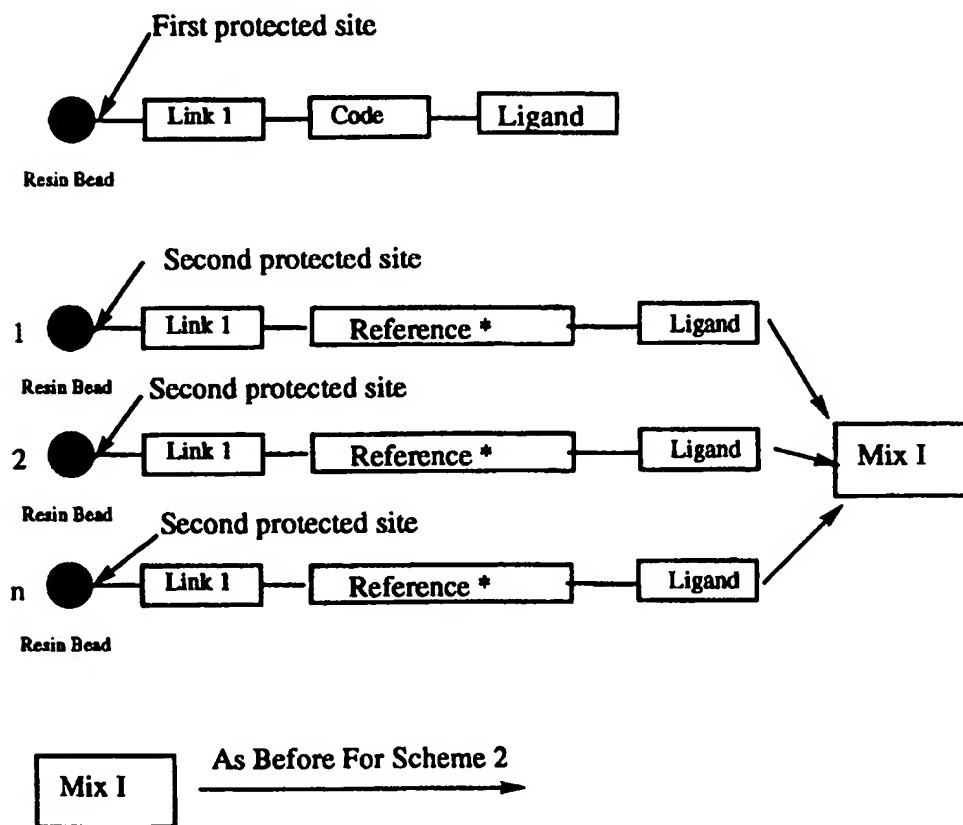 First protected site
Link 1
Code
Ligand
Resin Bead
Second protected site
1
Link 1
Reference *
Ligand
Resin Bead
Second protected site
2
Link 1
Reference *
Ligand
Mix I
Resin Bead
Second protected site
n
Link 1
Reference *
Ligand
Resin Bead
Mix I
As Before For Scheme 2